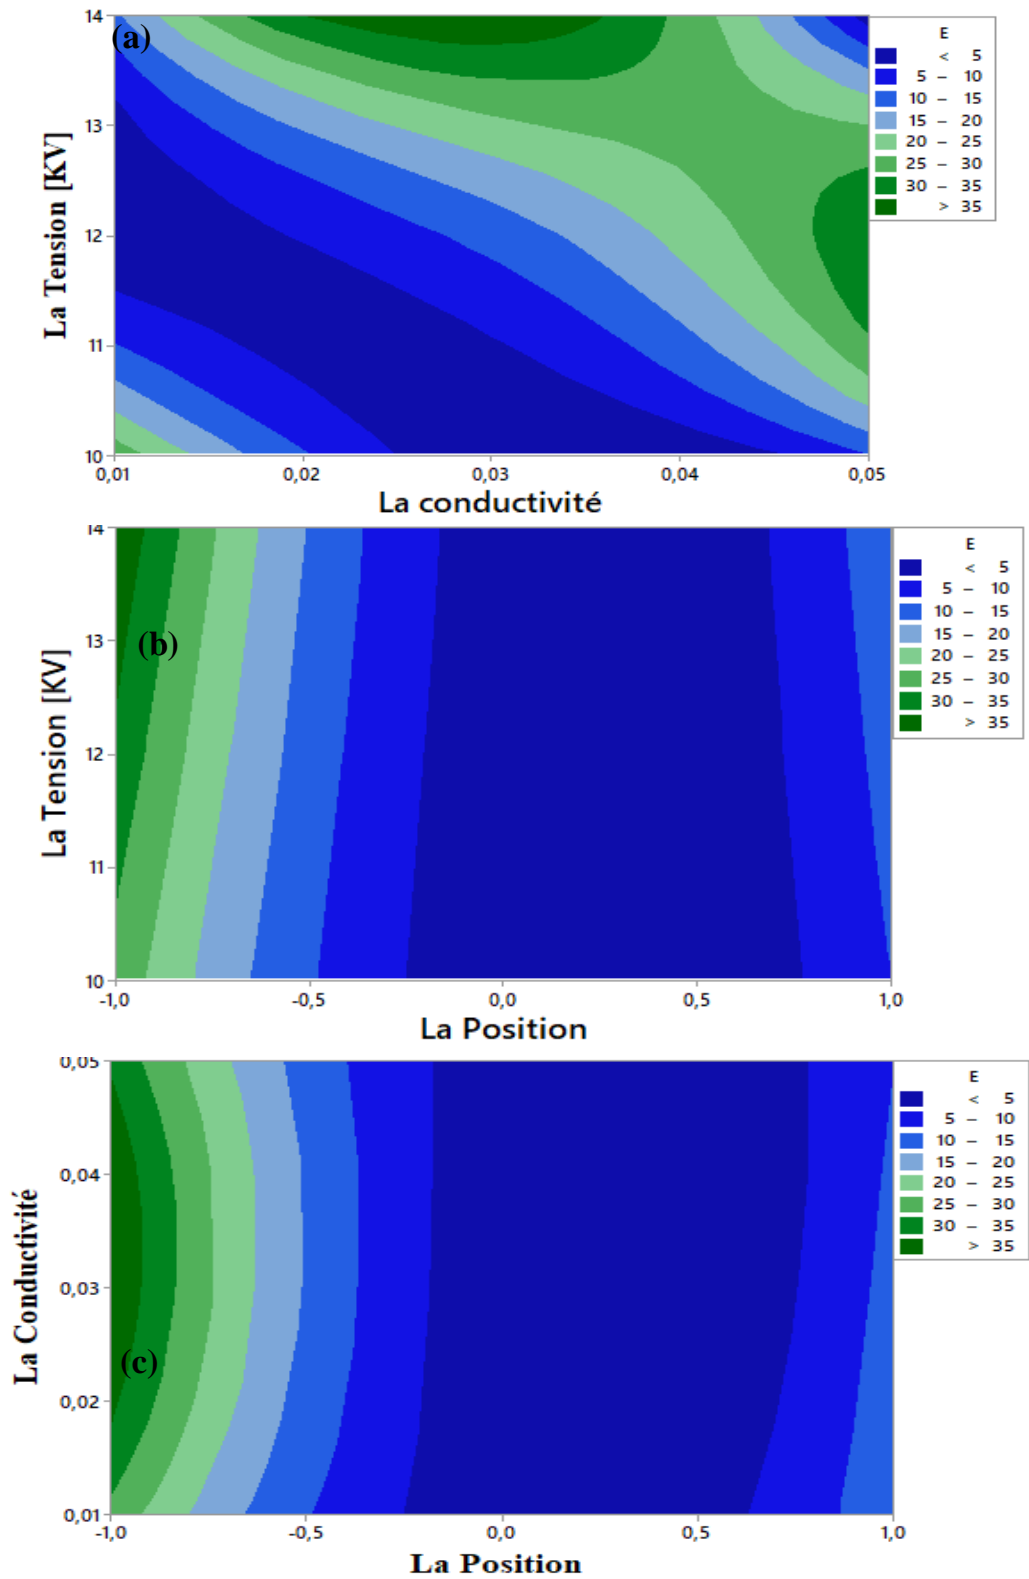 (a)
La Tension [KV]
14
13
12
11
10
0,01 0,02 0,03 0,04 0,05
La conductivité
E
< 5
5 – 10
10 – 15
15 – 20
20 – 25
25 – 30
30 – 35
> 35
(b)
La Tension [KV]
14
13
12
11
10
-1,0 -0,5 0,0 0,5 1,0
La Position
E
< 5
5 – 10
10 – 15
15 – 20
20 – 25
25 – 30
30 – 35
> 35
(c)
La Conductivité
0,05
0,04
0,03
0,02
0,01
-1,0 -0,5 0,0 0,5 1,0
La Position
E
< 5
5 – 10
10 – 15
15 – 20
20 – 25
25 – 30
30 – 35
> 35